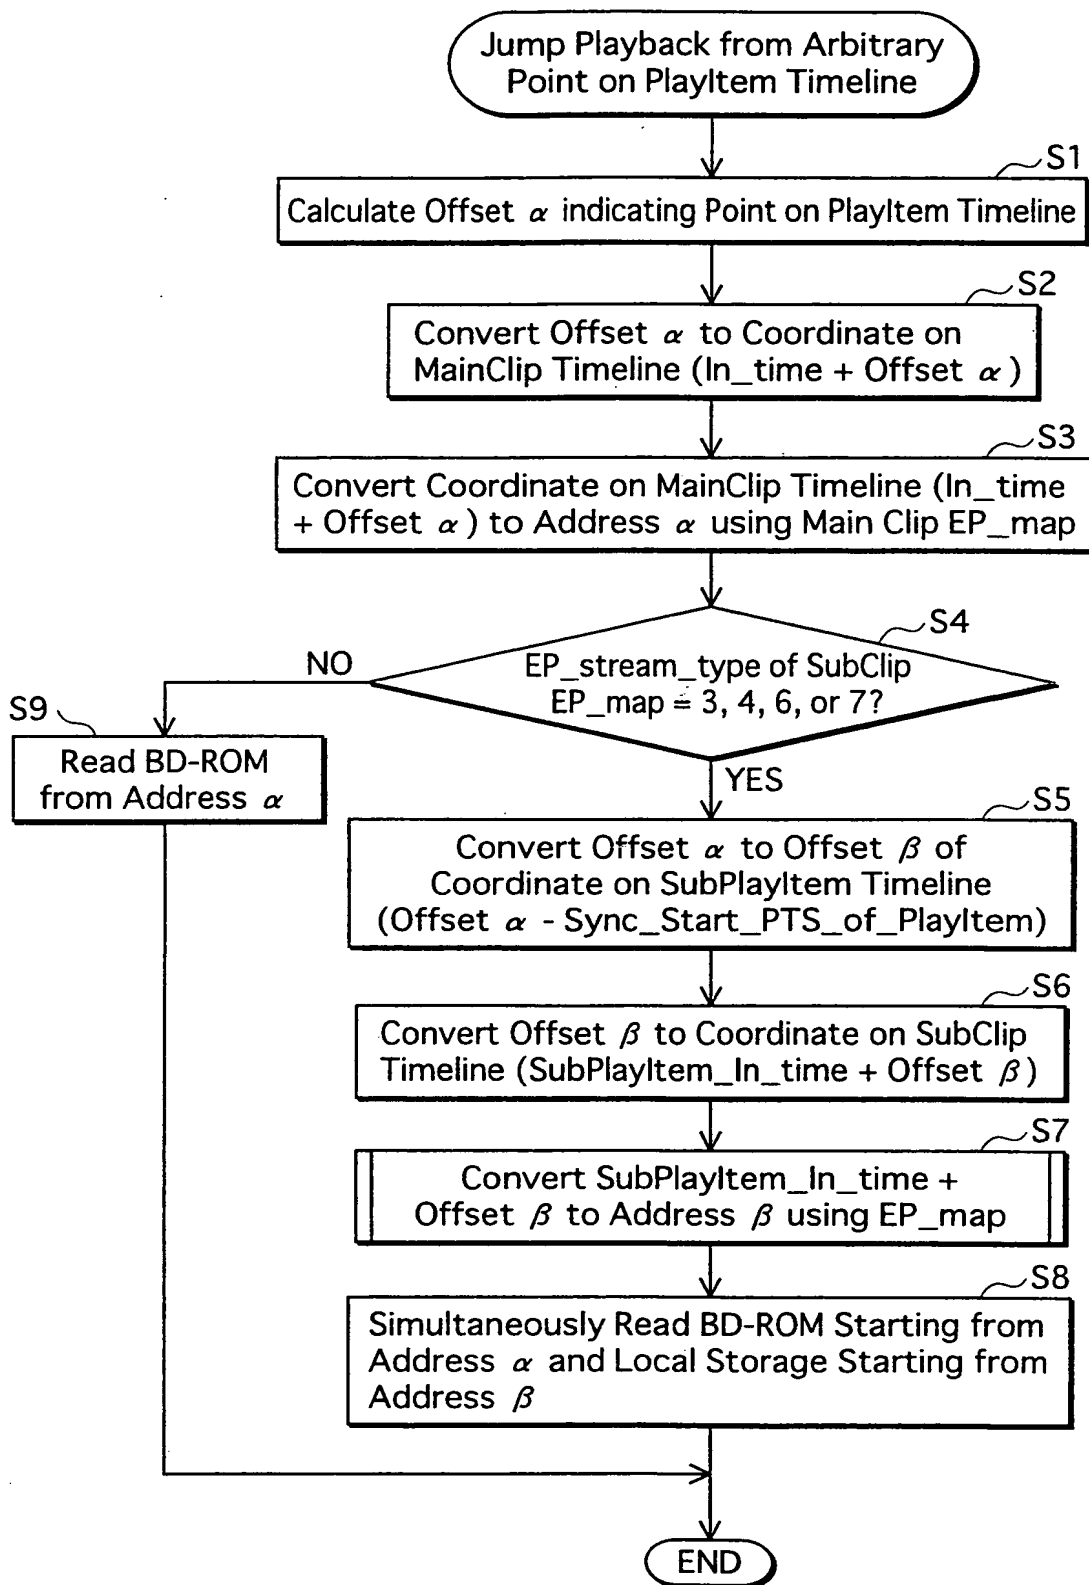 Jump Playback from Arbitrary
Point on PlayItem Timeline
S1
Calculate Offset α indicating Point on PlayItem Timeline
S2
Convert Offset α to Coordinate on
MainClip Timeline (In_time + Offset α)
S3
Convert Coordinate on MainClip Timeline (In_time
+ Offset α) to Address α using Main Clip EP_map
S4
EP_stream_type of SubClip
EP_map = 3, 4, 6, or 7?
NO
YES
S9
Read BD-ROM
from Address α
S5
Convert Offset α to Offset β of
Coordinate on SubPlayItem Timeline
(Offset α - Sync_Start_PTS_of_PlayItem)
S6
Convert Offset β to Coordinate on SubClip
Timeline (SubPlayItem_In_time + Offset β)
S7
Convert SubPlayItem_In_time +
Offset β to Address β using EP_map
S8
Simultaneously Read BD-ROM Starting from
Address α and Local Storage Starting from
Address β
END